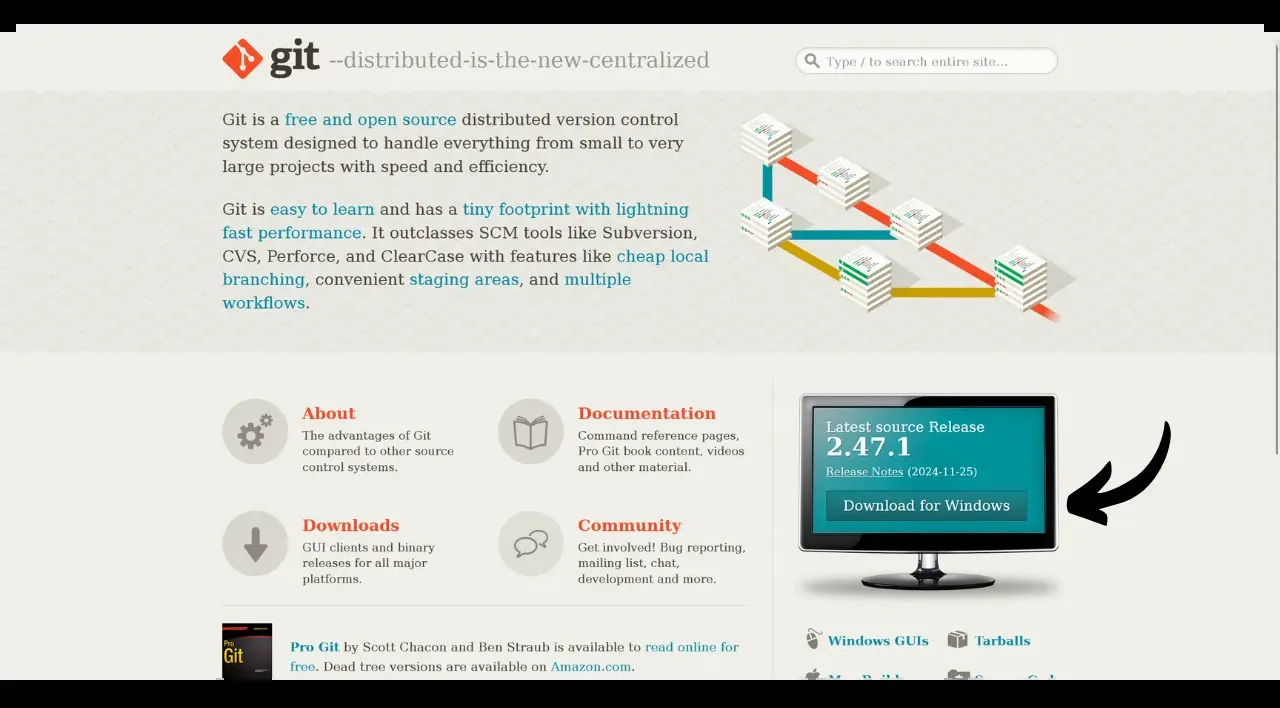 git --distributed-is-the-new-centralized
Type / to search entire site...
Git is a free and open source distributed version control
system designed to handle everything from small to very
large projects with speed and efficiency.
Git is easy to learn and has a tiny footprint with lightning
fast performance. It outclasses SCM tools like Subversion,
CVS, Perforce, and ClearCase with features like cheap local
branching, convenient staging areas, and multiple
workflows.
About
The advantages of Git
compared to other source
control systems.
Documentation
Command reference pages,
Pro Git book content, videos
and other material.
Downloads
GUI clients and binary
releases for all major
platforms.
Community
Get involved! Bug reporting,
mailing list, chat,
development and more.
Latest source Release
2.47.1
Release Notes (2024-11-25)
Download for Windows
Windows GUIs
Tarballs
Pro
Git
Pro Git by Scott Chacon and Ben Straub is available to read online for
free. Dead tree versions are available on Amazon.com.